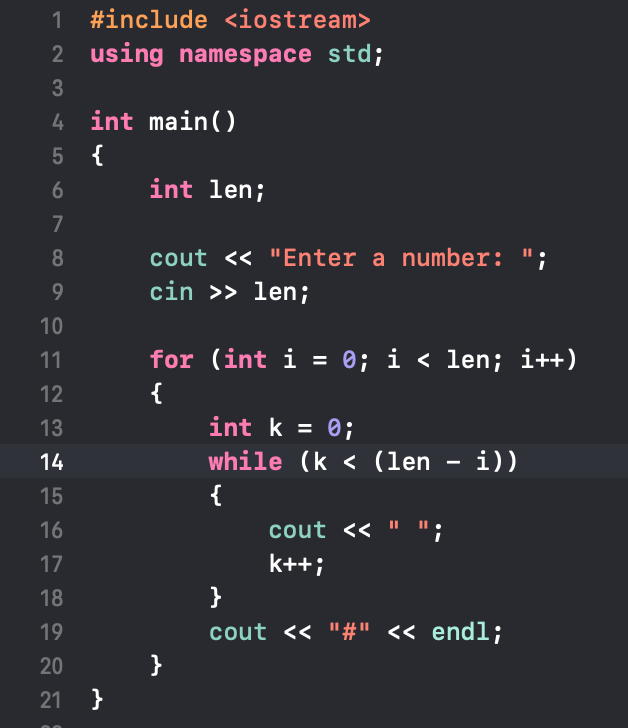 1 #include <iostream>
2 using namespace std;
3
4 int main()
5 {
6     int len;
7
8     cout << "Enter a number: ";
9     cin >> len;
10
11     for (int i = 0; i < len; i++)
12     {
13         int k = 0;
14         while (k < (len - i))
15         {
16             cout << " ";
17             k++;
18         }
19         cout << "#" << endl;
20     }
21 }